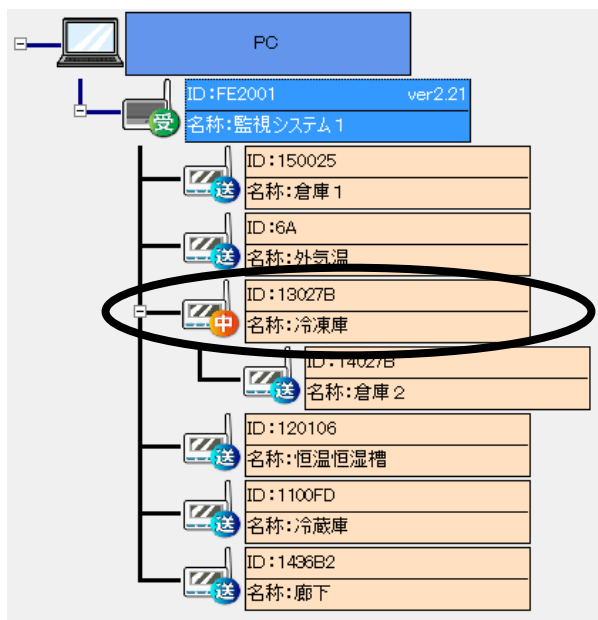 PC
ID:FE2001 ver2.21
受
名称:監視システム1
ID:150025
送
名称:倉庫1
ID:6A
送
名称:外気温
ID:13027B
中
名称:冷凍庫
ID:14027B
送
名称:倉庫2
ID:120106
送
名称:恒温恒湿槽
ID:1100FD
送
名称:冷蔵庫
ID:1436B2
送
名称:廊下